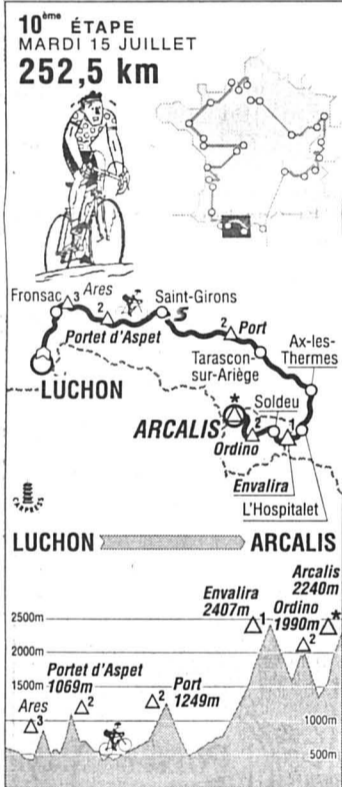 10ème ÉTAPE
MARDI 15 JUILLET
252,5 km
Fronsac
3
Ares
2
Portet d'Aspet
Saint-Girons
S
2
Port
Tarascon-
sur-Ariège
Ax-les-
Thermes
LUCHON
*
ARCALIS
2
Ordino
Soldeu
1
Envalira
L'Hospitalet
LUCHON
ARCALIS
Arcalis
2240m
*
Envalira
2407m
1
Ordino
1990m
2
2500m
2000m
Portet d'Aspet
1069m
2
Port
1249m
2
1500m
Ares
3
1000m
500m